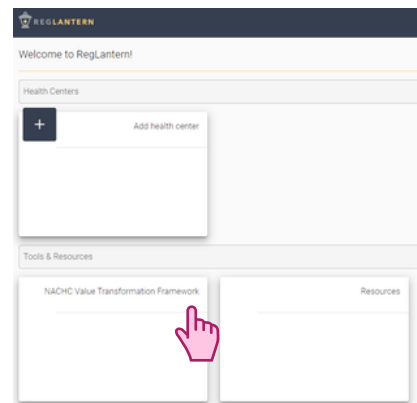 REGLANTERN
Welcome to RegLantern!
Health Centers
+
Add health center
Tools & Resources
NACHC Value Transformation Framework
Resources